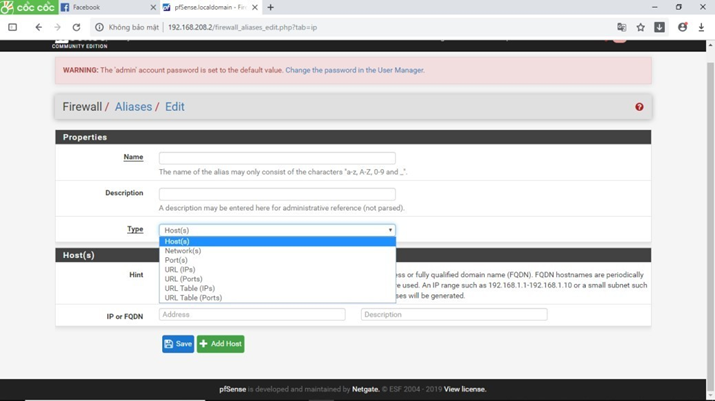 CỐC CỐC
Facebook
pfSense.localdomain - Fire
Không bảo mật | 192.168.208.2/firewall_aliases_edit.php?tab=ip
COMMUNITY EDITION
WARNING: The 'admin' account password is set to the default value. Change the password in the User Manager.
Firewall / Aliases / Edit
Properties
Name
The name of the alias may only consist of the characters "a-z, A-Z, 0-9 and _".
Description
A description may be entered here for administrative reference (not parsed).
Type Host(s)
Host(s)
Network(s)
Port(s)
URL (IPs)
URL (Ports)
URL Table (IPs)
URL Table (Ports)
Host(s)
Hint
or fully qualified domain name (FQDN). FQDN hostnames are periodically
used. An IP range such as 192.168.1.1-192.168.1.10 or a small subnet such
will be generated.
IP or FQDN Address Description
Save Add Host
pfSense is developed and maintained by Netgate. © ESF 2004 - 2019 View license.